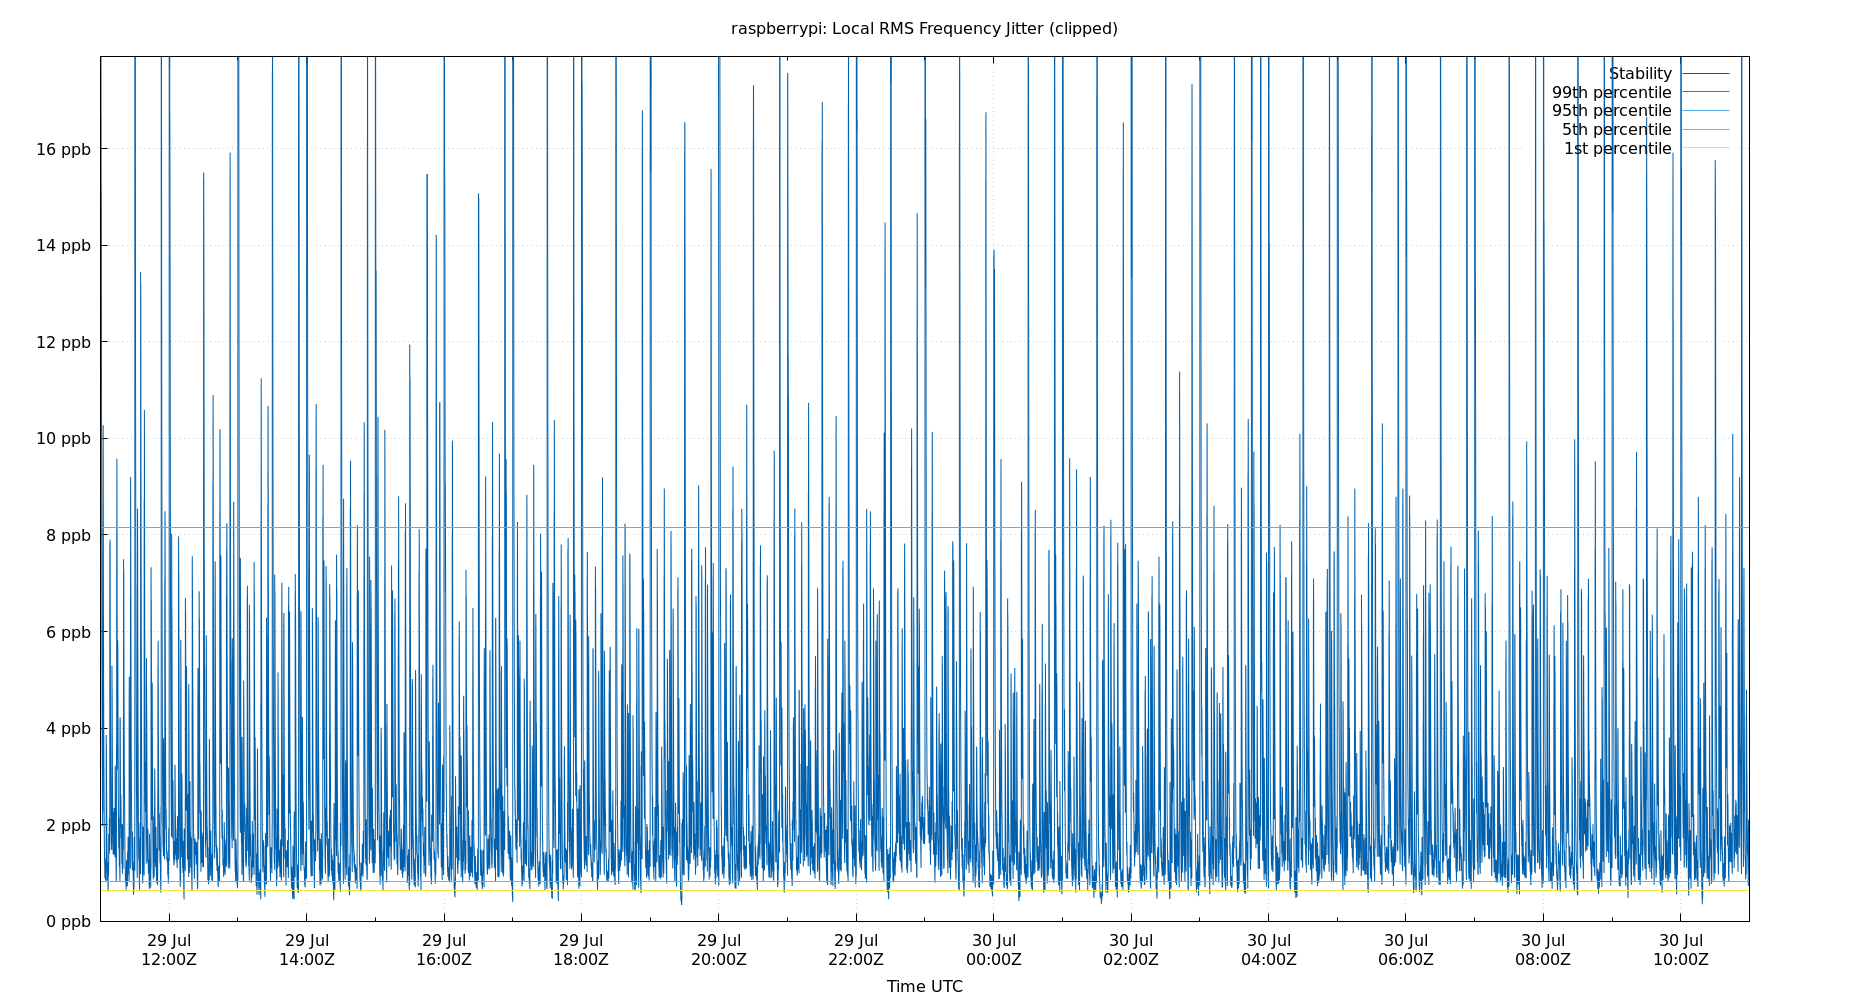 raspberrypi: Local RMS Frequency Jitter (clipped)
Stability
99th percentile
95th percentile
5th percentile
1st percentile
16 ppb
14 ppb
12 ppb
10 ppb
8 ppb
6 ppb
4 ppb
2 ppb
0 ppb
29 Jul 29 Jul 29 Jul 29 Jul 29 Jul 29 Jul 30 Jul 30 Jul 30 Jul 30 Jul 30 Jul 30 Jul
12:00Z 14:00Z 16:00Z 18:00Z 20:00Z 22:00Z 00:00Z 02:00Z 04:00Z 06:00Z 08:00Z 10:00Z
Time UTC